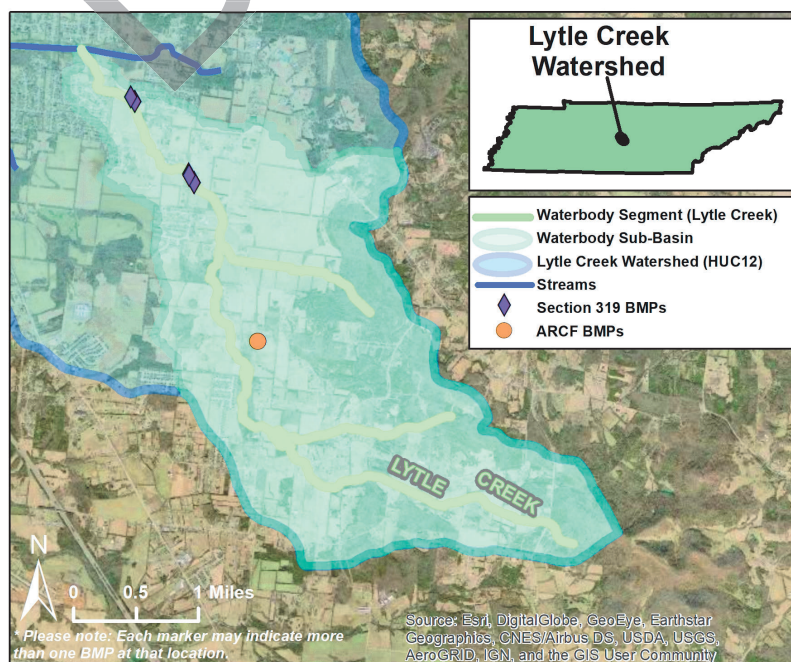 Lytle Creek
Watershed
Waterbody Segment (Lytle Creek)
Waterbody Sub-Basin
Lytle Creek Watershed (HUC12)
Streams
Section 319 BMPs
ARCF BMPs
LYTLE CREEK
N
0 0.5 1 Miles
* Please note: Each marker may indicate more
than one BMP at that location.
Source: Esri, DigitalGlobe, GeoEye, Earthstar
Geographics, CNES/Airbus DS, USDA, USGS,
AeroGRID, IGN, and the GIS User Community